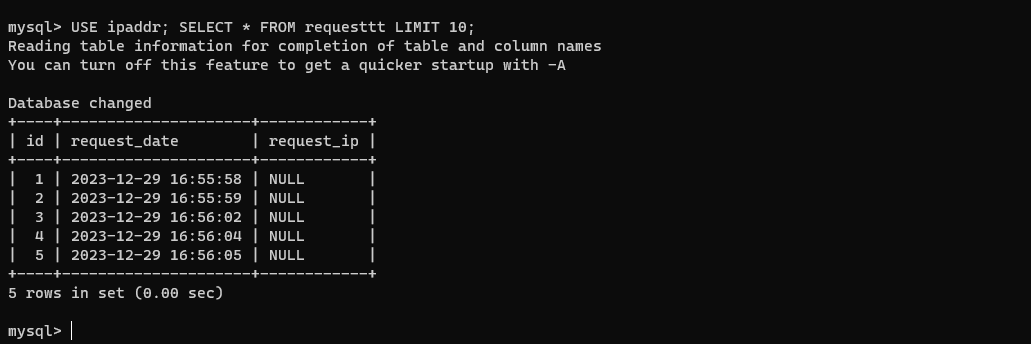 mysql> USE ipaddr; SELECT * FROM requesttt LIMIT 10;
Reading table information for completion of table and column names
You can turn off this feature to get a quicker startup with -A
Database changed
+----+---------------------+------------+
| id | request_date        | request_ip |
+----+---------------------+------------+
|  1 | 2023-12-29 16:55:58 | NULL       |
|  2 | 2023-12-29 16:55:59 | NULL       |
|  3 | 2023-12-29 16:56:02 | NULL       |
|  4 | 2023-12-29 16:56:04 | NULL       |
|  5 | 2023-12-29 16:56:05 | NULL       |
+----+---------------------+------------+
5 rows in set (0.00 sec)
mysql>